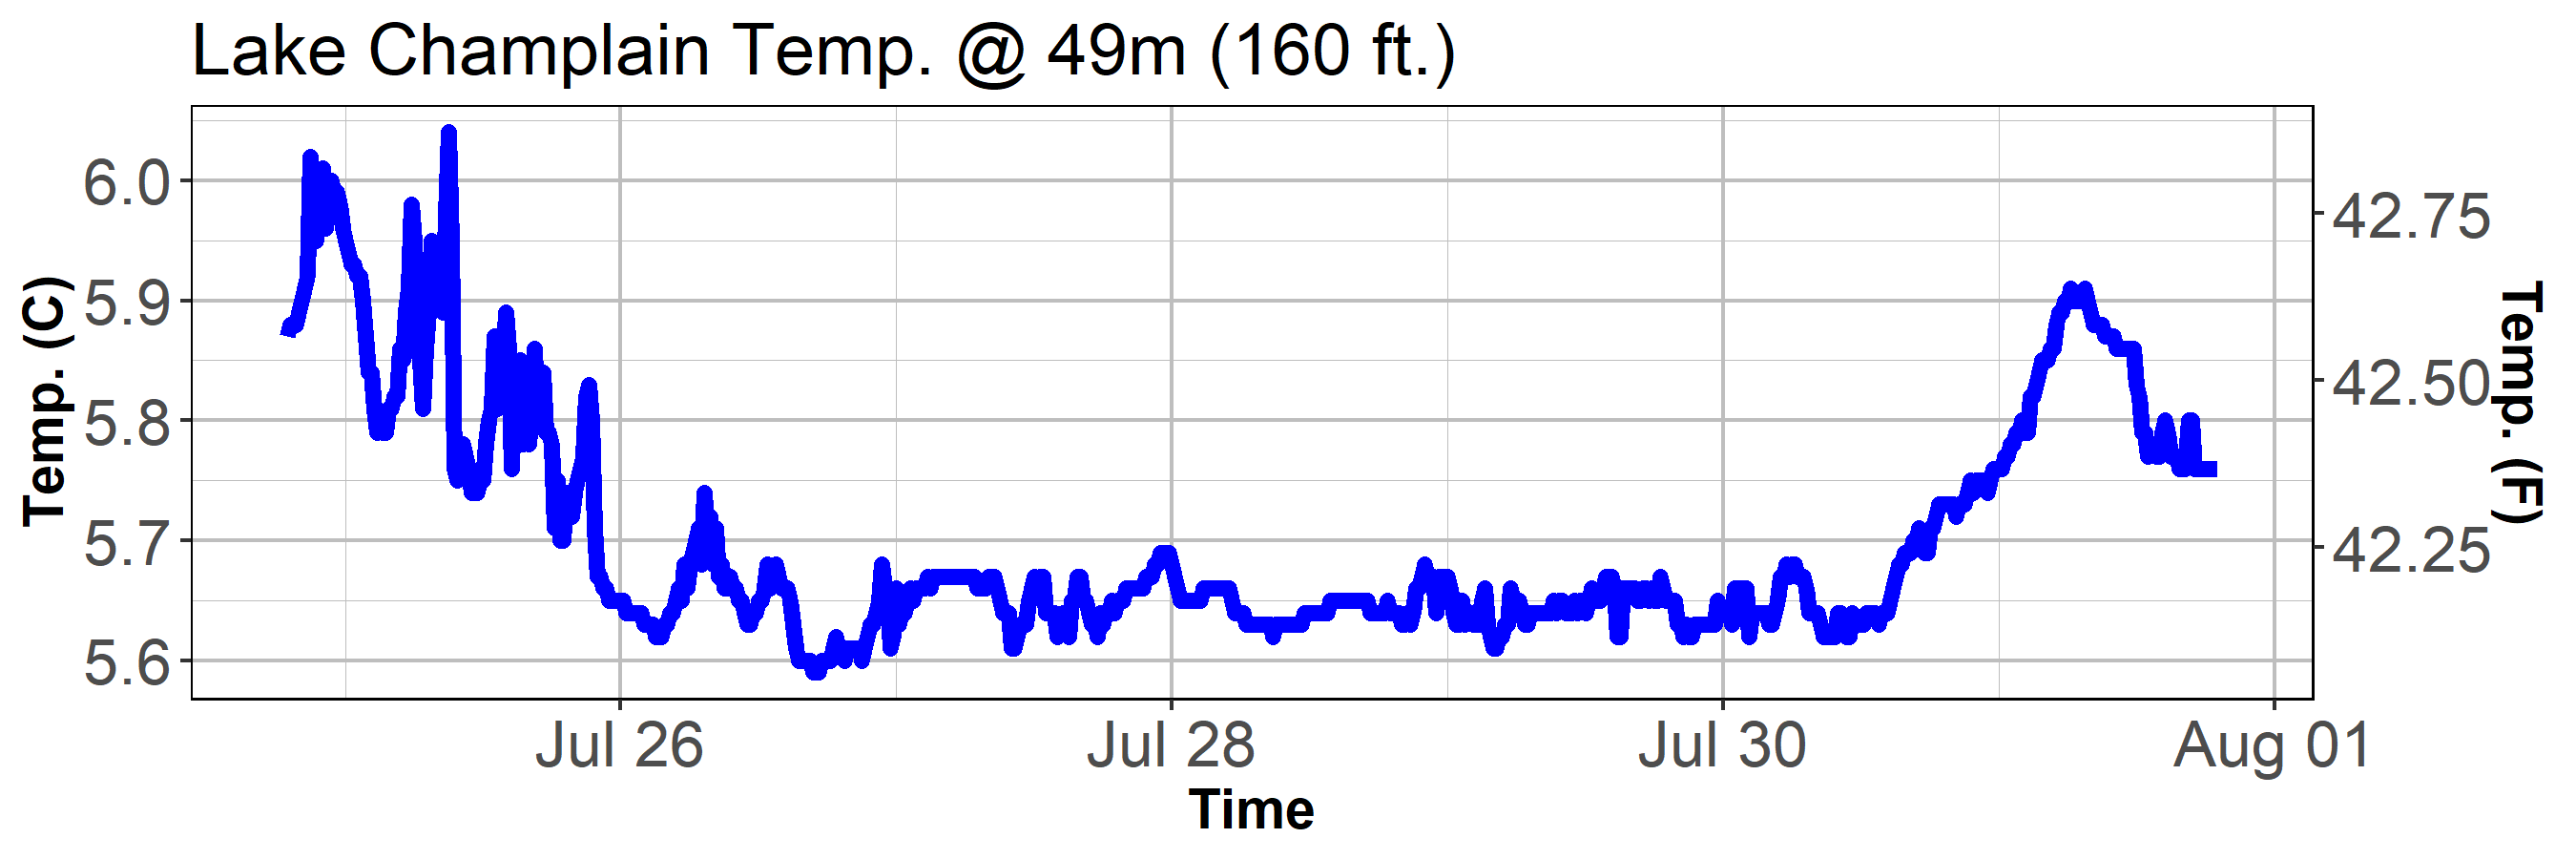 Lake Champlain Temp. @ 49m (160 ft.)
Temp. (C)
6.0
5.9
5.8
5.7
5.6
42.75
42.50
42.25
Temp. (F)
Jul 26
Jul 28
Jul 30
Aug 01
Time